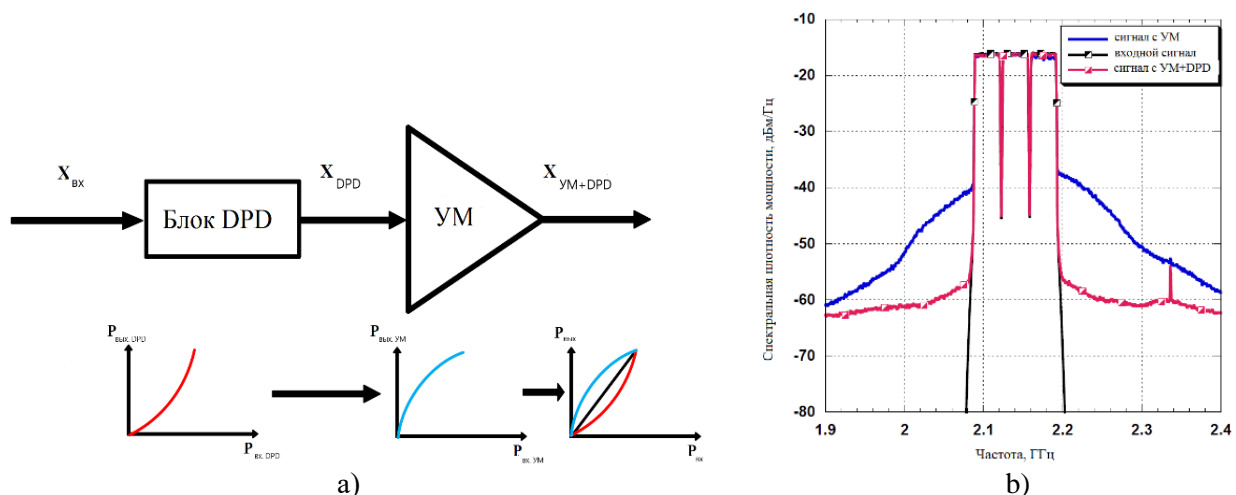 X вх
X DPD
X УМ+DPD
Блок DPD
УМ
P вых. DPD
P вх. DPD
P вых. УМ
P вх. УМ
P вых
P вх
а)
Спектральная плотность мощности, дБм/Гц
-10
-20
-30
-40
-50
-60
-70
-80
сигнал с УМ
входной сигнал
сигнал с УМ+DPD
1.9
2
2.1
2.2
2.3
2.4
Частота, ГГц
b)